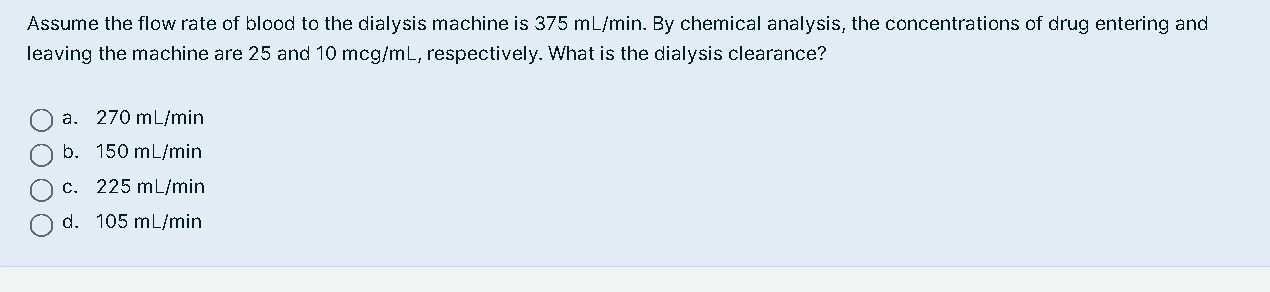 Assume the flow rate of blood to the dialysis machine is 375 mL/min. By chemical analysis, the concentrations of drug entering and
leaving the machine are 25 and 10 mcg/mL, respectively. What is the dialysis clearance?
a. 270 mL/min
b. 150 mL/min
c. 225 mL/min
d. 105 mL/min